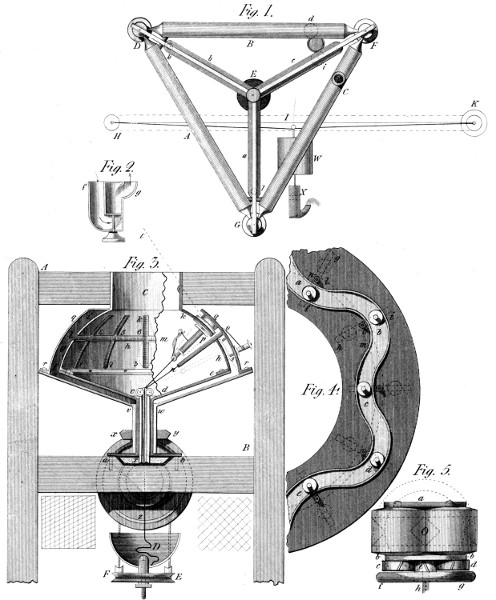 Fig. 1.
d
D
B
F
b
b
c
i
E
C
H
A
I
K
a
W
Fig. 2.
X
f
g
l
G
A
Fig. 3.
i
C
k
m
h
n
p
r
r
v
w
d
Fig. 4.
a
b
c
d
e
x
y
B
D
F
E
Fig. 5.
a
O
b
b
c
d
f
h
g